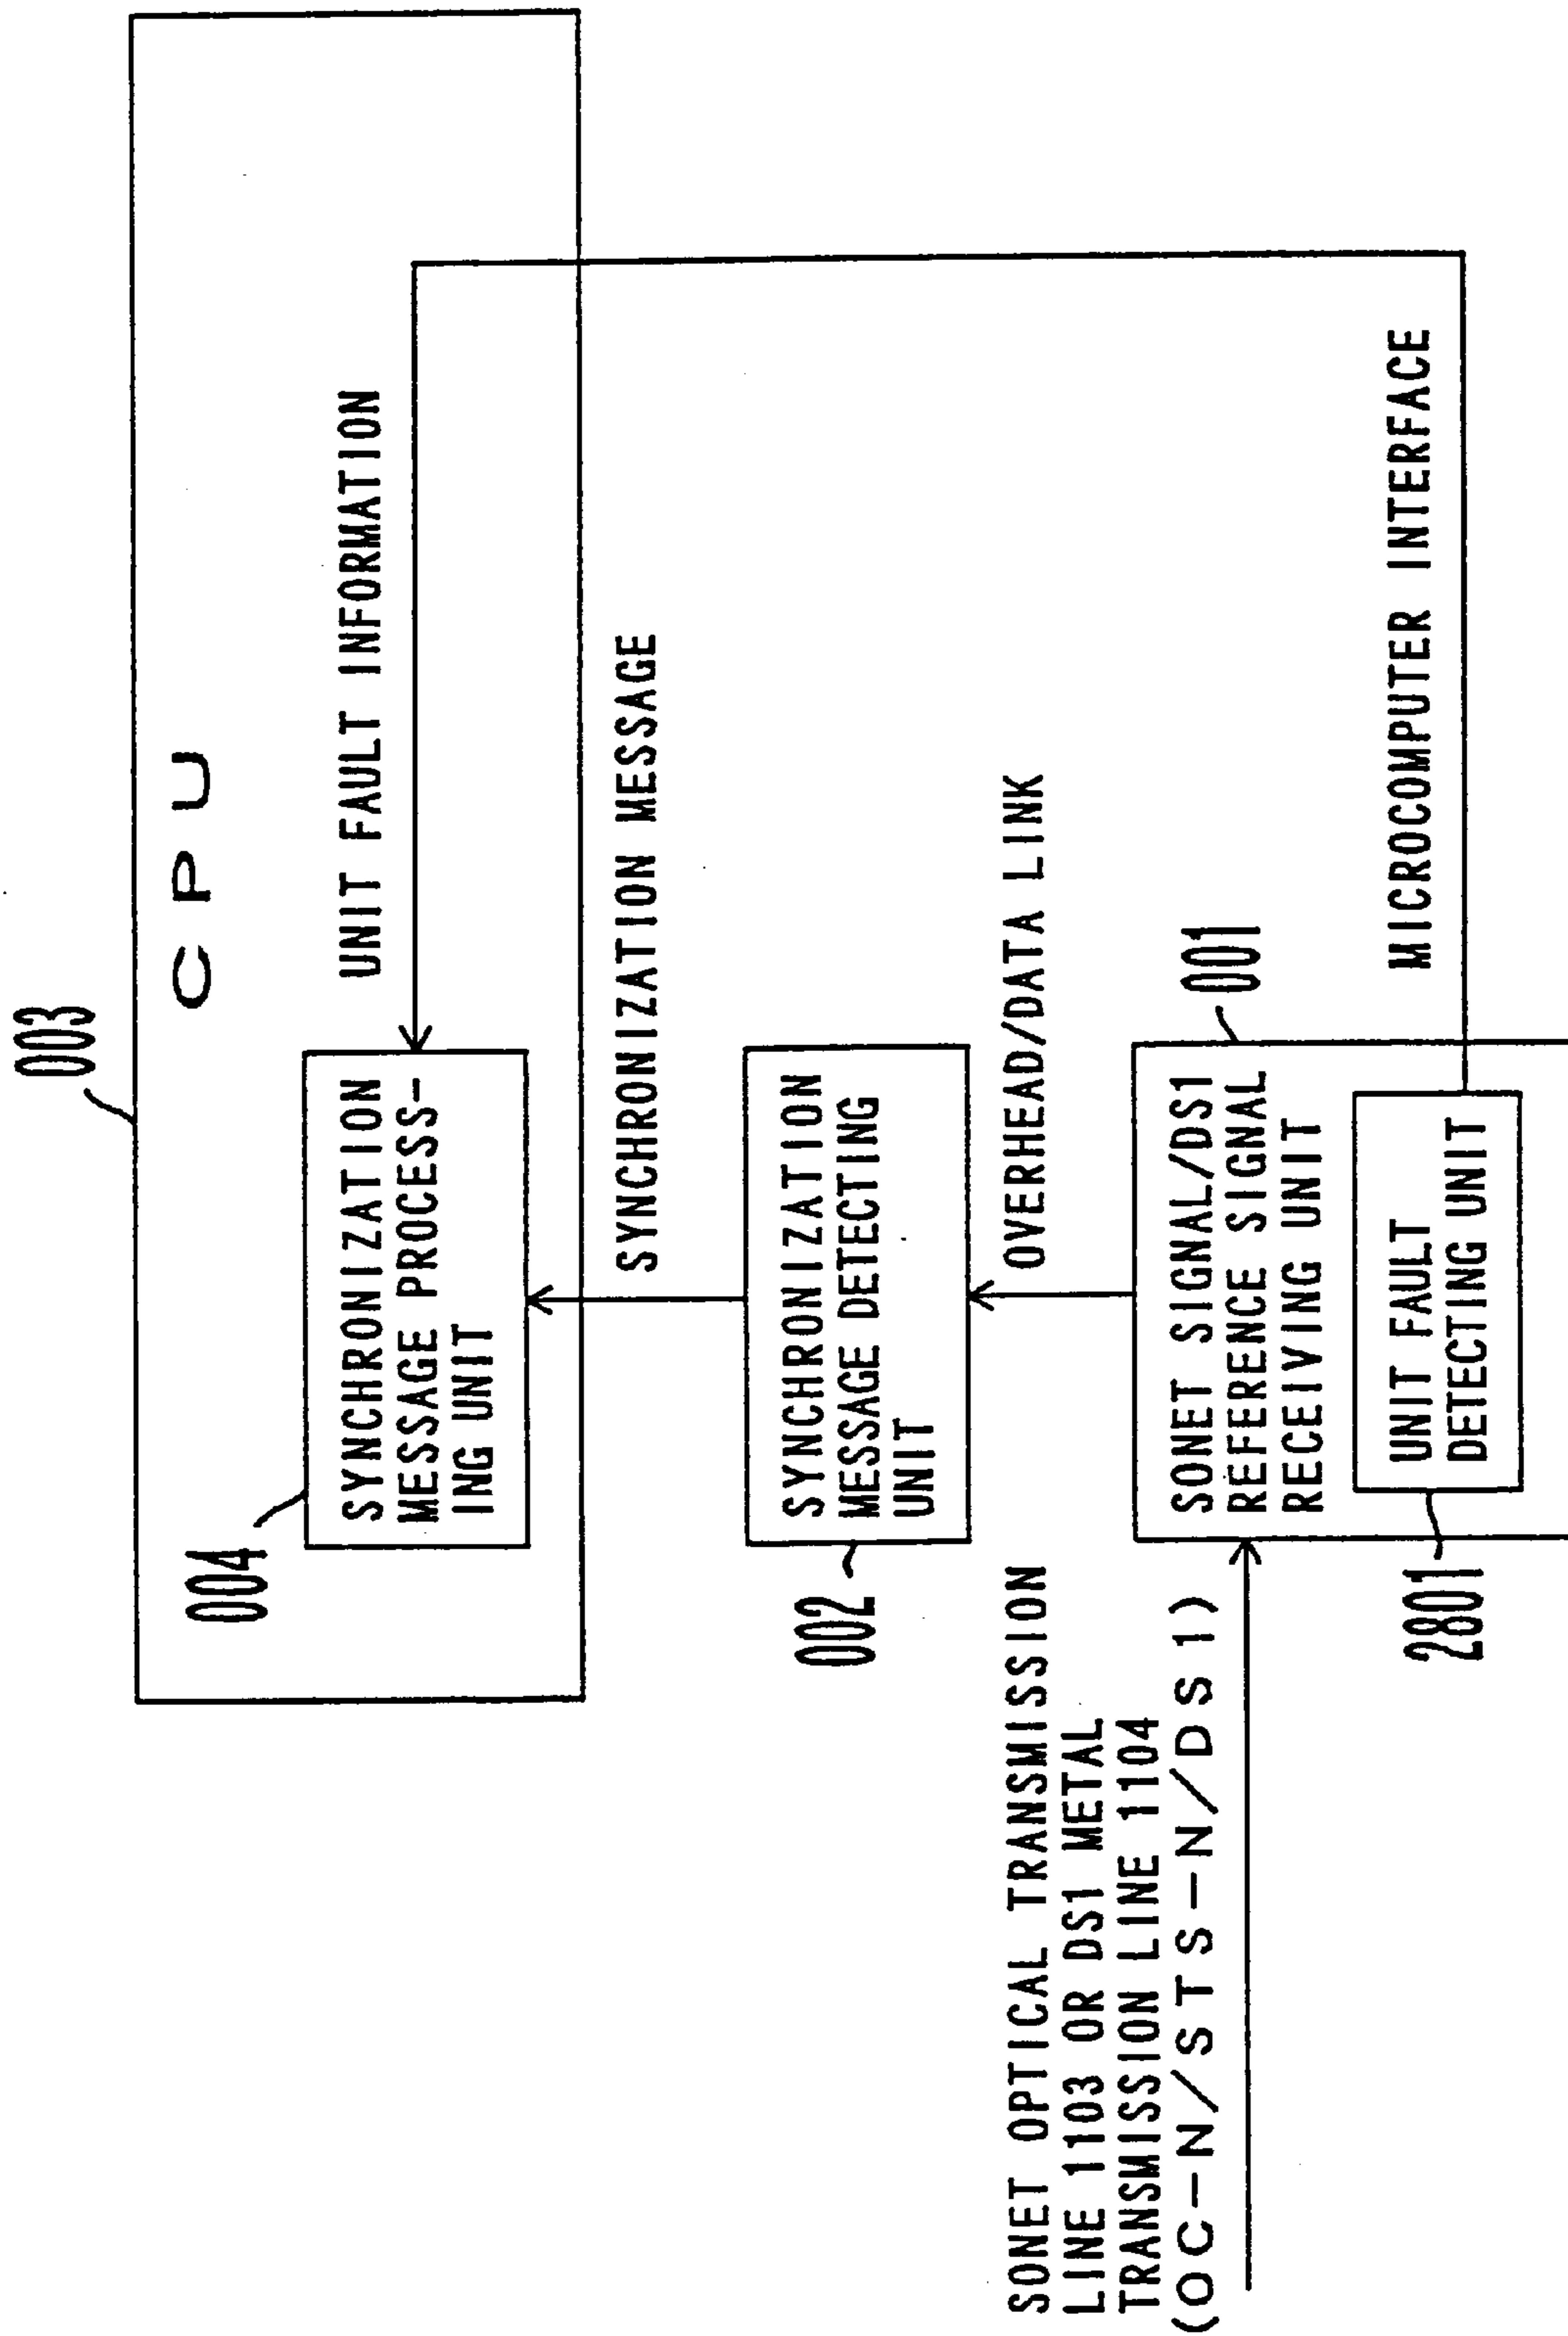 003
CPU
004
SYNCHRONIZATION
MESSAGE PROCESS-
ING UNIT
UNIT FAULT INFORMATION
SYNCHRONIZATION MESSAGE
002
SYNCHRONIZATION
MESSAGE DETECTING
UNIT
OVERHEAD/DATA LINK
SONET OPTICAL TRANSMISSION
LINE 1103 OR DS1 METAL
TRANSMISSION LINE 1104
(OC-N/STS-N/DS1)
001
SONET SIGNAL/DS1
REFERENCE SIGNAL
RECEIVING UNIT
2801
UNIT FAULT
DETECTING UNIT
MICROCOMPUTER INTERFACE